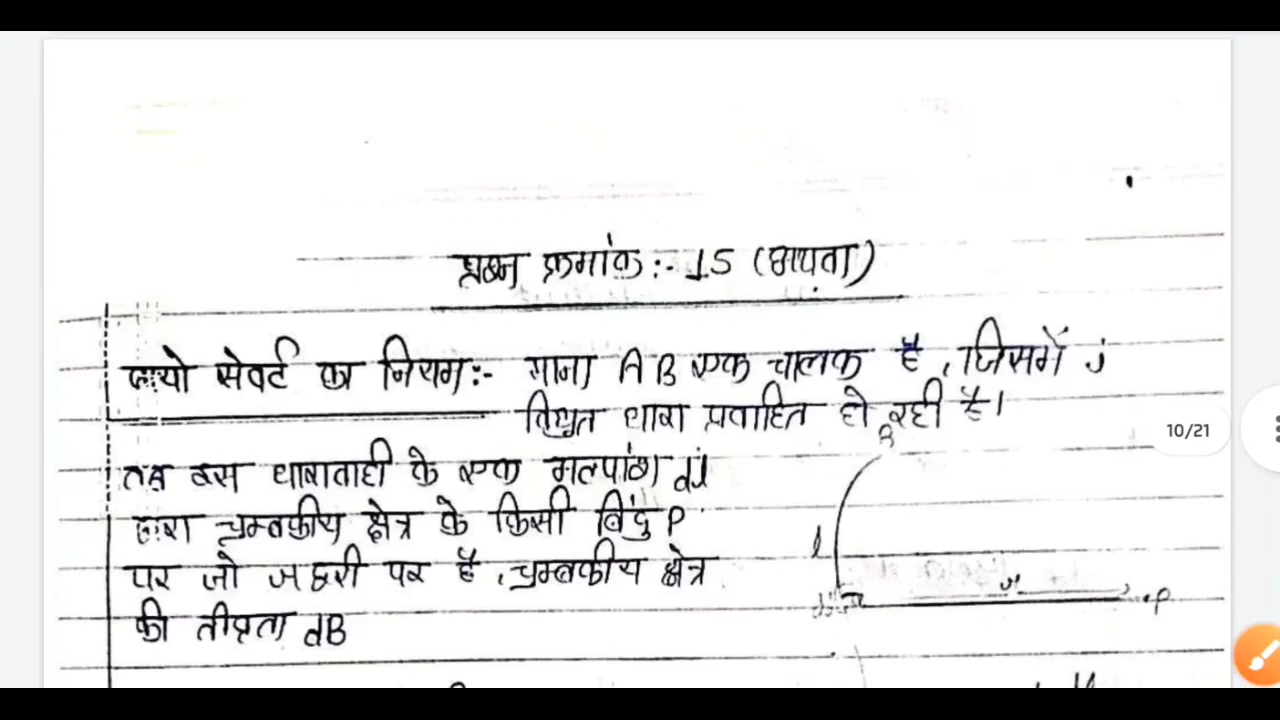 प्रश्न क्रमांक :- 15 (अथवा)
बायो सेवर्ट का नियम :- माना AB एक चालक है , जिसमें i
विधुत धारा प्रवाहित हो रही है।
B
तब इस धारावाही के एक अल्पांश dl
द्वारा चुम्बकीय क्षेत्र के किसी बिंदु P
l
पर जो r दूरी पर है , चुम्बकीय क्षेत्र
r
P
की तीव्रता dB
10/21